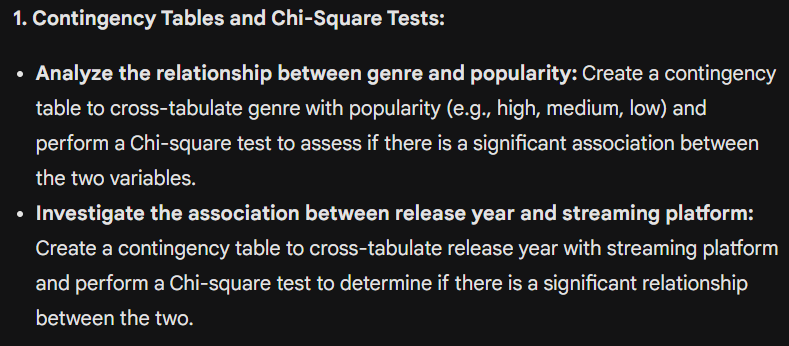 1. Contingency Tables and Chi-Square Tests:
• Analyze the relationship between genre and popularity: Create a contingency
table to cross-tabulate genre with popularity (e.g., high, medium, low) and
perform a Chi-square test to assess if there is a significant association between
the two variables.
• Investigate the association between release year and streaming platform:
Create a contingency table to cross-tabulate release year with streaming platform
and perform a Chi-square test to determine if there is a significant relationship
between the two.